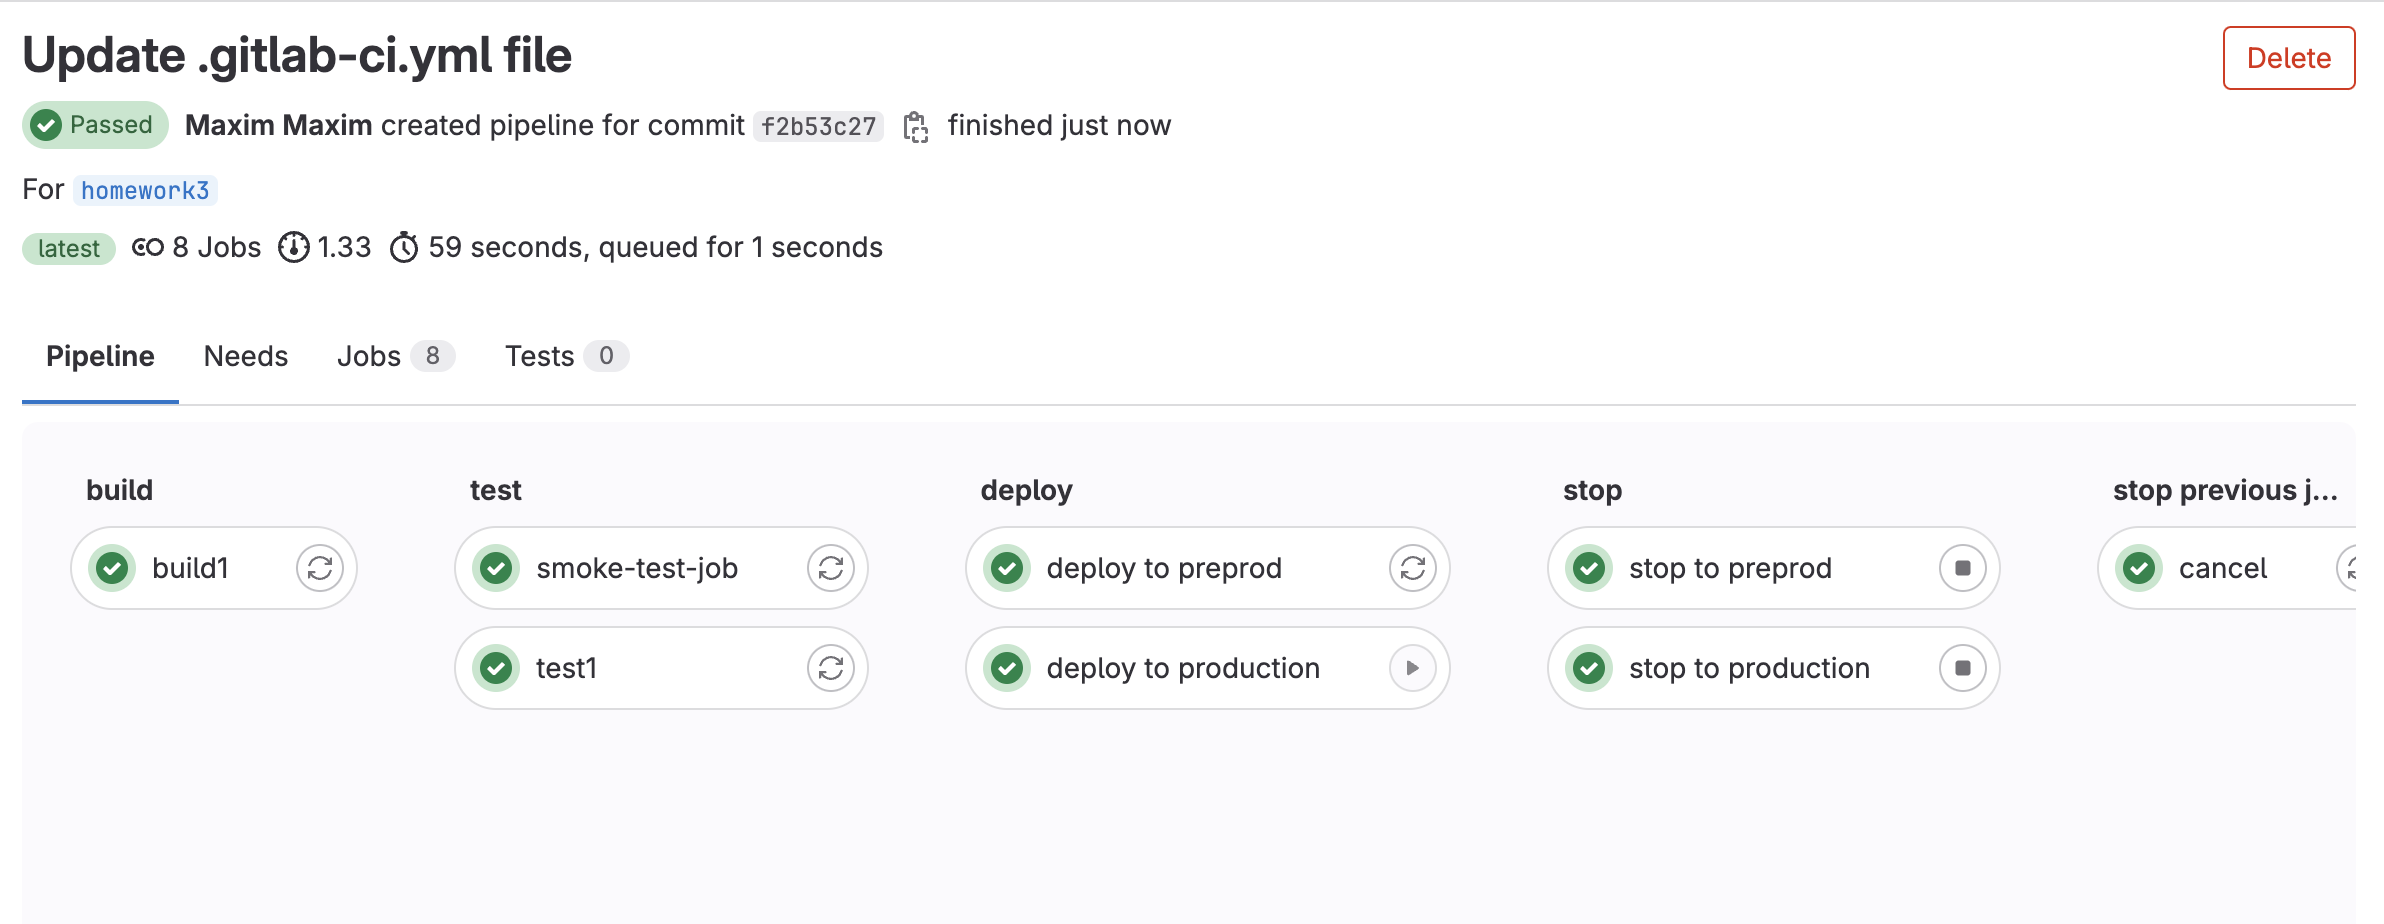 Update .gitlab-ci.yml file
Delete
Passed Maxim Maxim created pipeline for commit f2b53c27 finished just now
For homework3
latest 8 Jobs 1.33 59 seconds, queued for 1 seconds
Pipeline Needs Jobs 8 Tests 0
build test deploy stop stop previous j...
build1 smoke-test-job deploy to preprod stop to preprod cancel
test1 deploy to production stop to production